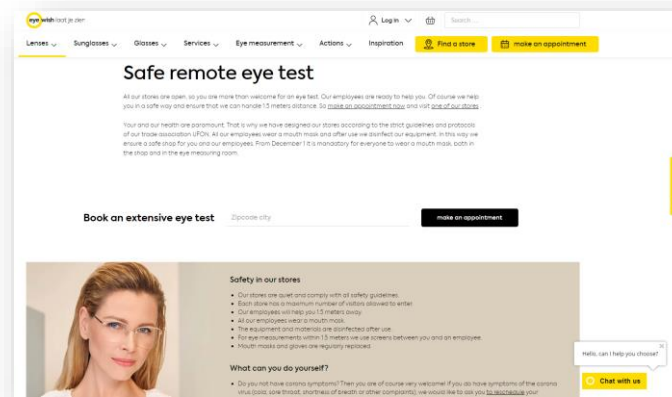 eye wish laat je zien
Log in
Search ...
Lenses Sunglasses Glasses Services Eye measurement Actions Inspiration Find a store make an appointment
Safe remote eye test
All our stores are open, so you are more than welcome for an eye test. Our employees are ready to help you. Of course we help
you in a safe way and ensure that we can handle 1.5 meters distance. So make an appointment now and visit one of our stores.
Your and our health are paramount. That is why we have designed our stores according to the strict guidelines and protocols
of our trade association UFON. All our employees wear a mouth mask and after use we disinfect our equipment. In this way we
ensure a safe shop for you and our employees. From December 1 it is mandatory for everyone to wear a mouth mask, both in
the shop and in the eye measuring room.
Book an extensive eye test Zipcode city make an appointment
Safety in our stores
Our stores are quiet and comply with all safety guidelines.
Each store has a maximum number of visitors allowed to enter.
Our employees will help you 1.5 meters away.
All our employees wear a mouth mask.
The equipment and materials are disinfected after use.
For eye measurements within 1.5 meters we use screens between you and an employee.
Mouth masks and gloves are regularly replaced.
What can you do yourself?
Do you not have corona symptoms? Then you are of course very welcome! If you do have symptoms of the corona
virus (cold, sore throat, shortness of breath or other complaints), we would like to ask you to reschedule your
Hello, can I help you choose?
Chat with us